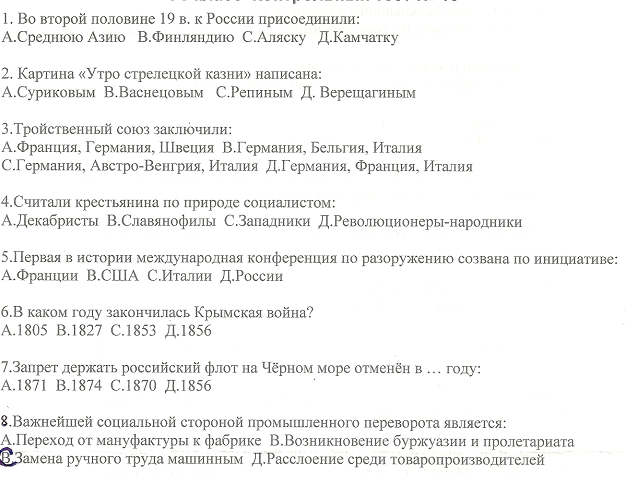 1. Во второй половине 19 в. к России присоединили:
А.Среднюю Азию В.Финляндию С.Аляску Д.Камчатку
2. Картина «Утро стрелецкой казни» написана:
А.Суриковым В.Васнецовым С.Репиным Д. Верещагиным
3.Тройственный союз заключили:
А.Франция, Германия, Швеция В.Германия, Бельгия, Италия
С.Германия, Австро-Венгрия, Италия Д.Германия, Франция, Италия
4.Считали крестьянина по природе социалистом:
А.Декабристы В.Славянофилы С.Западники Д.Революционеры-народники
5.Первая в истории международная конференция по разоружению созвана по инициативе:
А.Франции В.США С.Италии Д.России
6.В каком году закончилась Крымская война?
А.1805 В.1827 С.1853 Д.1856
7.Запрет держать российский флот на Чёрном море отменён в … году:
А.1871 В.1874 С.1870 Д.1856
8.Важнейшей социальной стороной промышленного переворота является:
А.Переход от мануфактуры к фабрике В.Возникновение буржуазии и пролетариата
С.Замена ручного труда машинным Д.Расслоение среди товаропроизводителей